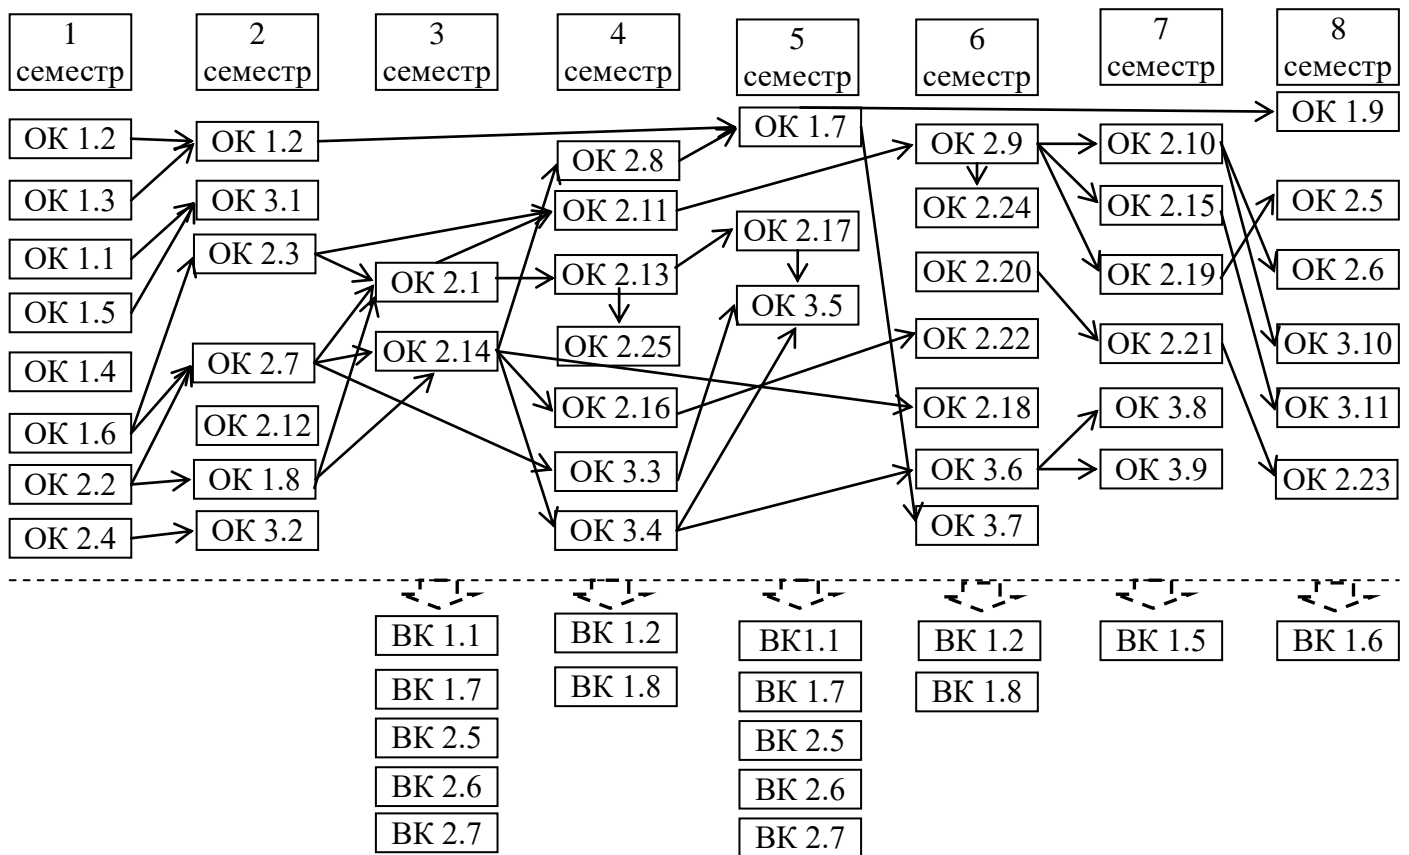 1
семестр
2
семестр
3
семестр
4
семестр
5
семестр
6
семестр
7
семестр
8
семестр
ОК 1.2
ОК 1.3
ОК 1.1
ОК 1.5
ОК 1.4
ОК 1.6
ОК 2.2
ОК 2.4
ОК 1.2
ОК 3.1
ОК 2.3
ОК 2.7
ОК 2.12
ОК 1.8
ОК 3.2
ОК 2.1
ОК 2.14
ОК 2.8
ОК 2.11
ОК 2.13
ОК 2.25
ОК 2.16
ОК 3.3
ОК 3.4
ОК 1.7
ОК 2.17
ОК 3.5
ОК 2.9
ОК 2.24
ОК 2.20
ОК 2.22
ОК 2.18
ОК 3.6
ОК 3.7
ОК 2.10
ОК 2.15
ОК 2.19
ОК 2.21
ОК 3.8
ОК 3.9
ОК 1.9
ОК 2.5
ОК 2.6
ОК 3.10
ОК 3.11
ОК 2.23
ВК 1.1
ВК 1.7
ВК 2.5
ВК 2.6
ВК 2.7
ВК 1.2
ВК 1.8
ВК1.1
ВК 1.7
ВК 2.5
ВК 2.6
ВК 2.7
ВК 1.2
ВК 1.8
ВК 1.5
ВК 1.6